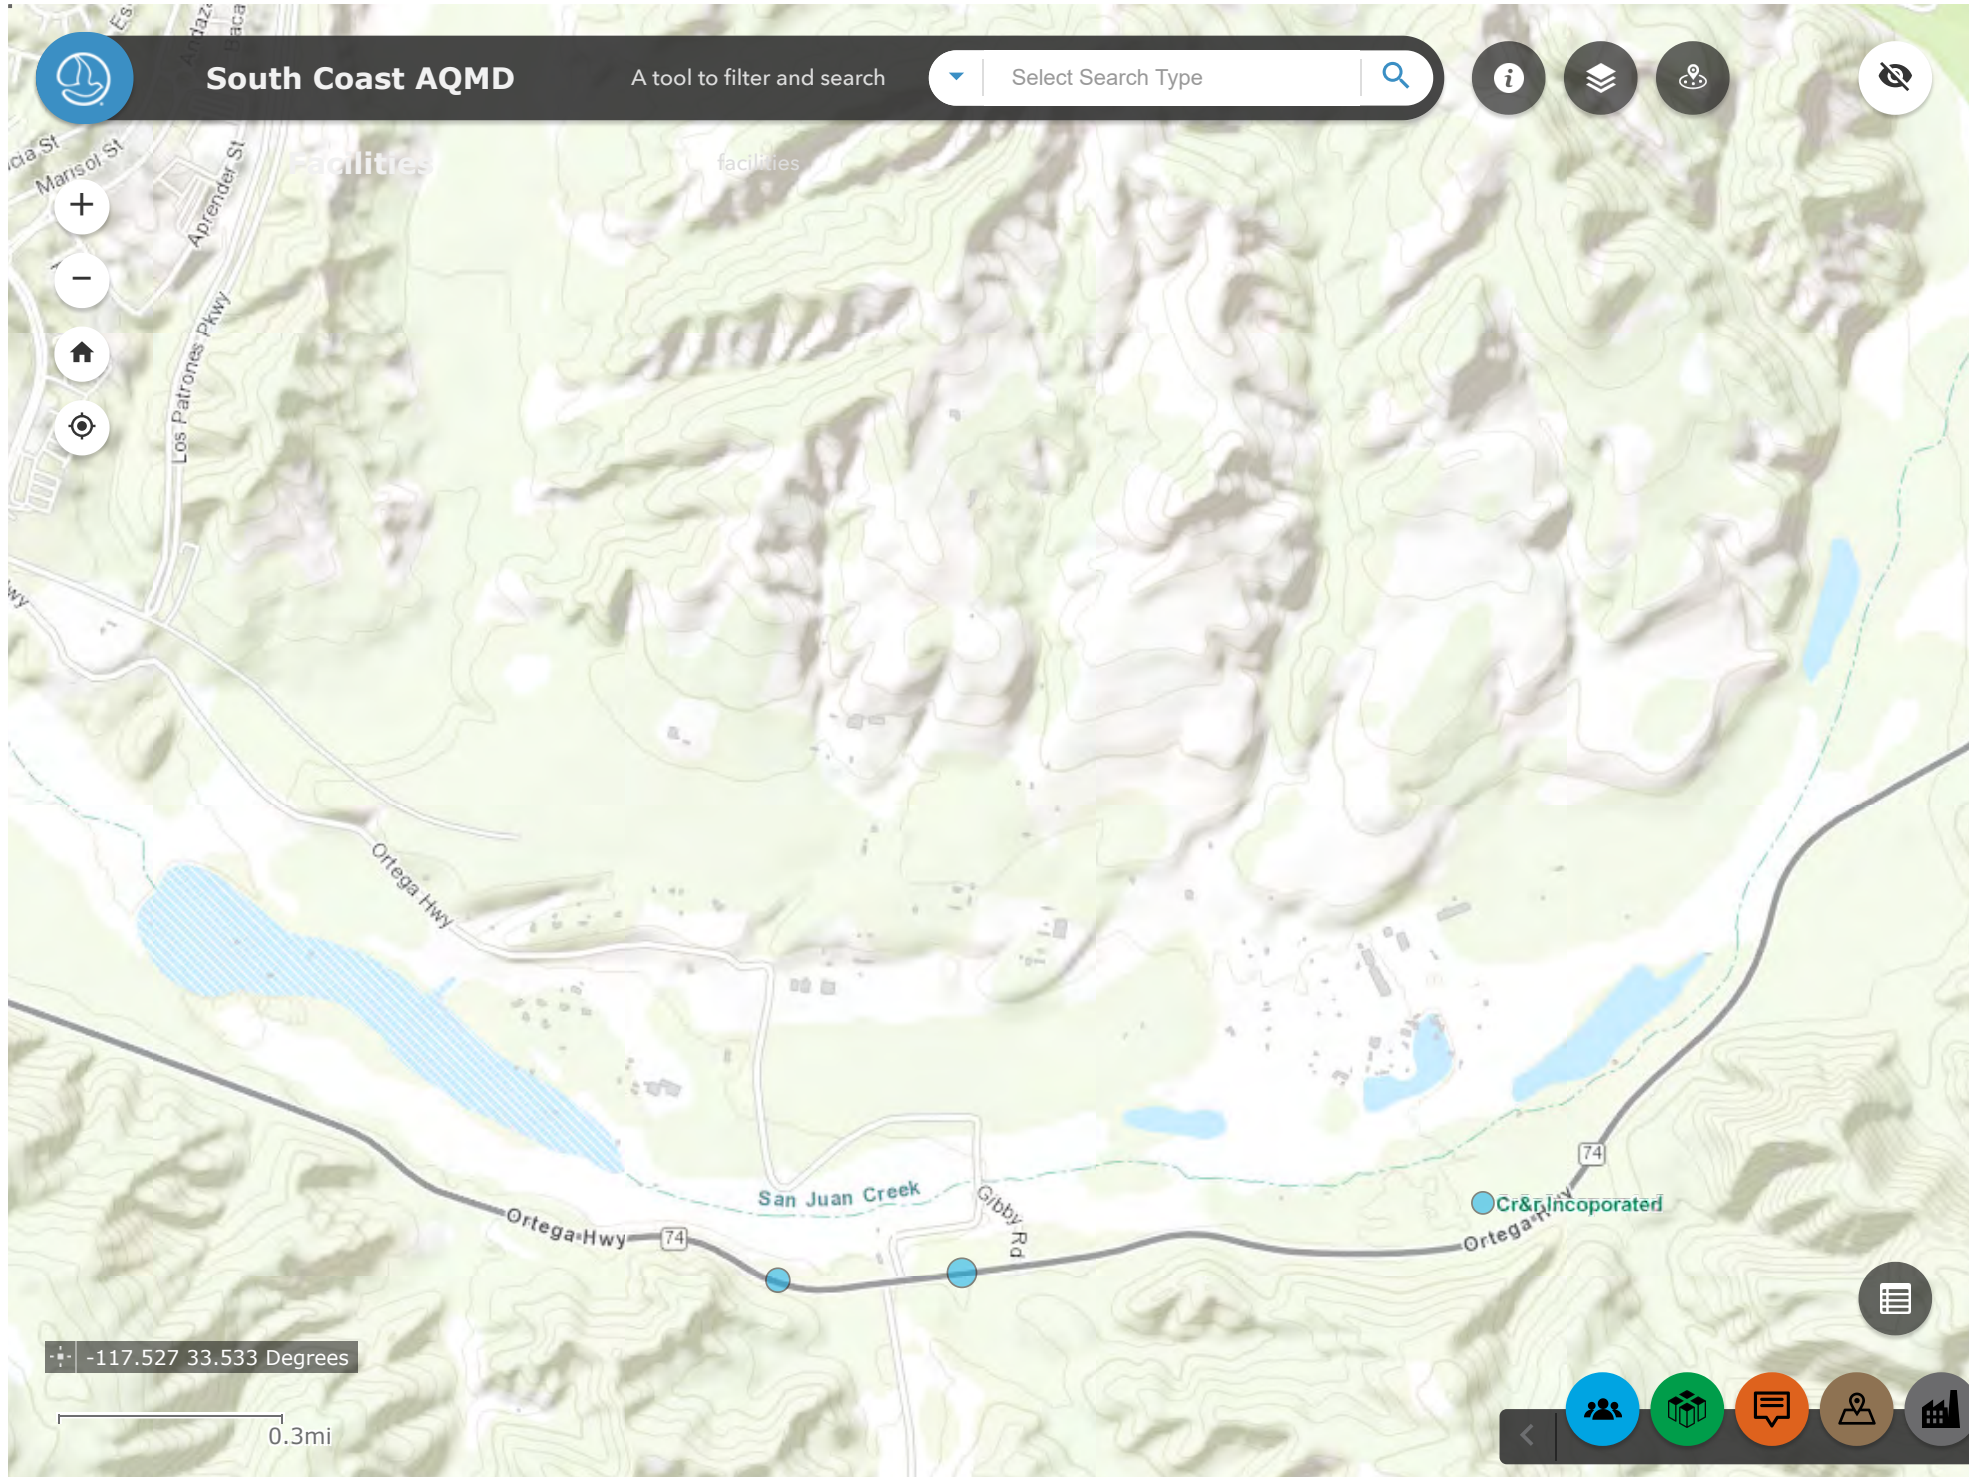 South Coast AQMD
A tool to filter and search
Select Search Type
Facilities
facilities
Marisol St
Aprender St
Los Patrones Pkwy
Ortega Hwy
San Juan Creek
Gibby Rd
Ortega Hwy
74
74
Cr&r Incoporated
Ortega Hwy
-117.527 33.533 Degrees
0.3mi